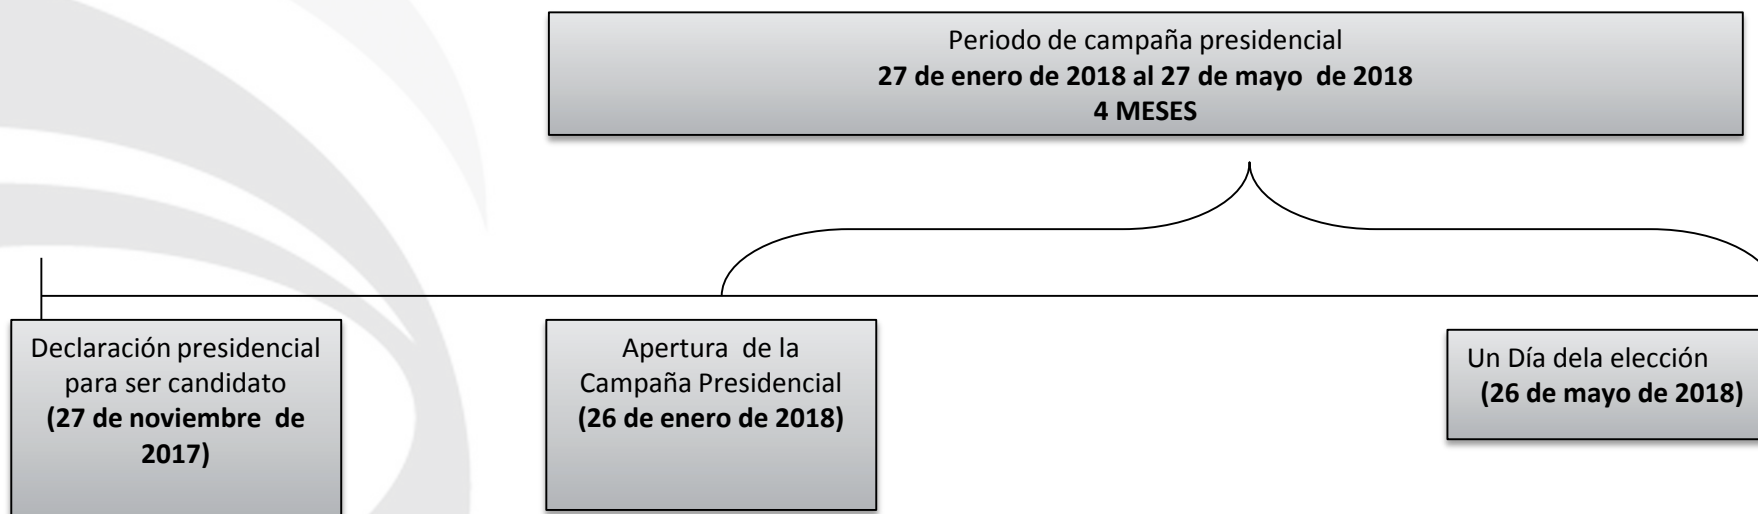 Periodo de campaña presidencial
27 de enero de 2018 al 27 de mayo de 2018
4 MESES
Declaración presidencial
para ser candidato
(27 de noviembre de
2017)
Apertura de la
Campaña Presidencial
(26 de enero de 2018)
Un Día dela elección
(26 de mayo de 2018)